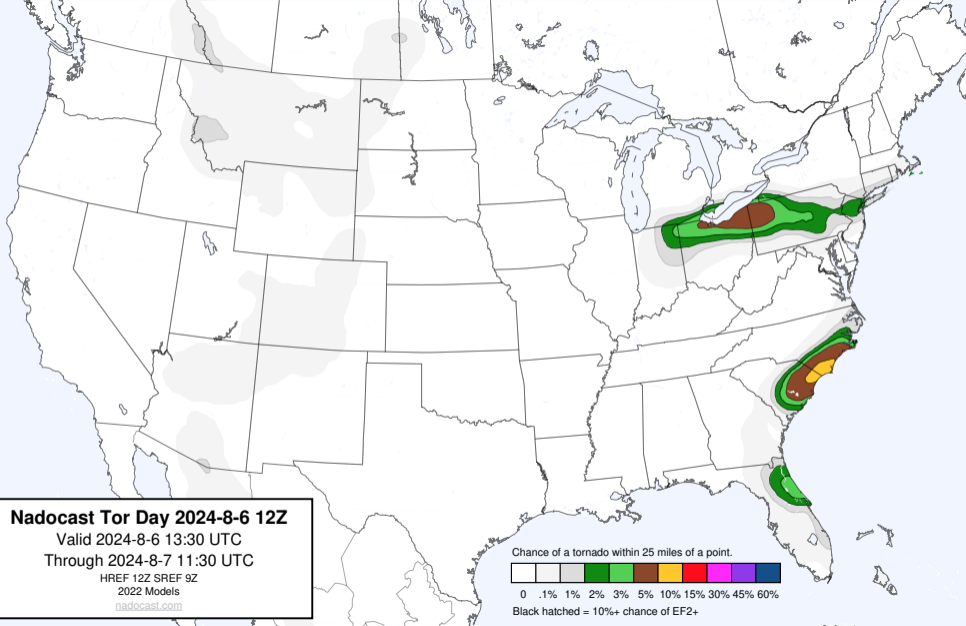 Nadocast Tor Day 2024-8-6 12Z
Valid 2024-8-6 13:30 UTC
Through 2024-8-7 11:30 UTC
HREF 12Z SREF 9Z
2022 Models
nadocast.com
Chance of a tornado within 25 miles of a point.
0 .1% 1% 2% 3% 5% 10% 15% 30% 45% 60%
Black hatched = 10%+ chance of EF2+